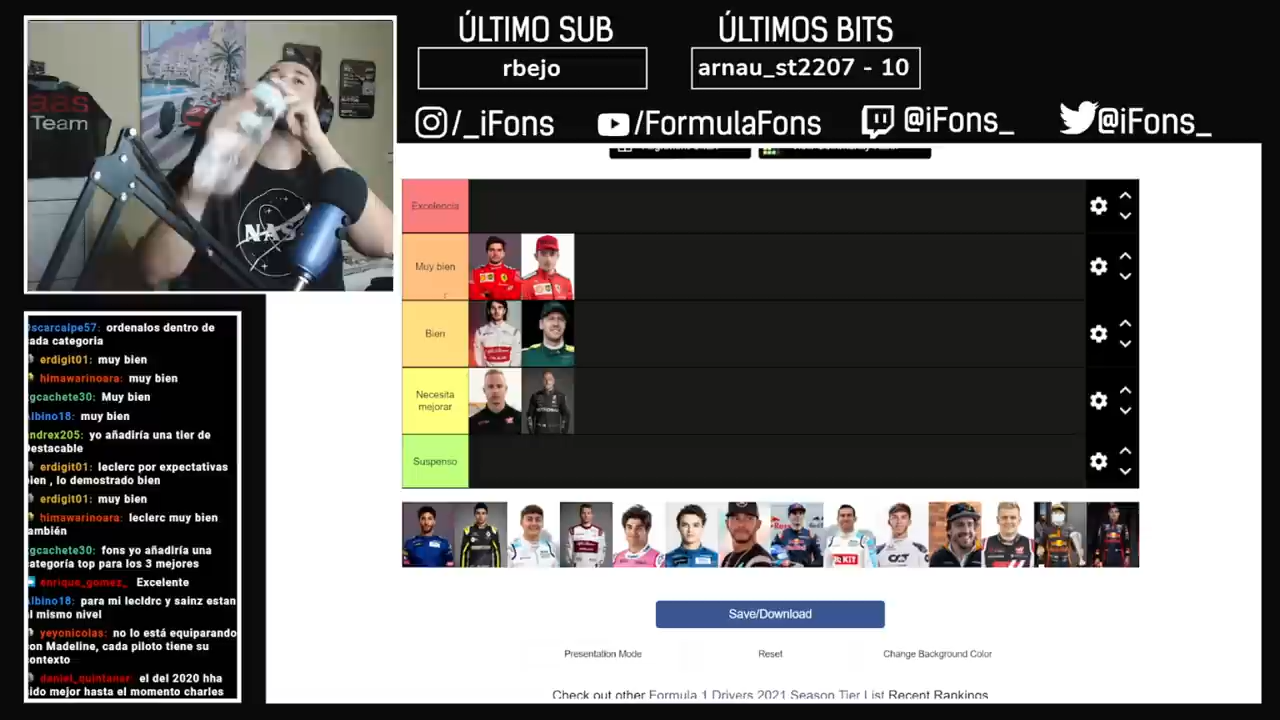 ÚLTIMO SUB
rbejo
ÚLTIMOS BITS
arnau_st2207 - 10
/_iFons
/FormulaFons
@iFons_
@iFons_
aas
Team
NAS
Excelencia
Muy bien
Bien
Necesita
mejorar
Suspenso
Save/Download
Presentation Mode
Reset
Change Background Color
Check out other Formula 1 Drivers 2021 Season Tier List Recent Rankings
scarcalpe57: ordenalos dentro de
ada categoria
erdigit01: muy bien
himawarinoara: muy bien
gcachete30: Muy bien
lbino18: muy bien
ndrex205: yo añadiría una tier de
Destacable
erdigit01: leclerc por expectativas
ien , lo demostrado bien
erdigit01: muy bien
himawarinoara: leclerc muy bien
ambién
gcachete30: fons yo añadiría una
ategoría top para los 3 mejores
enrique_gomez_ Excelente
lbino18: para mi lecldrc y sainz estan
l mismo nivel
yeyonicolas: no lo está equiparando
on Madeline, cada piloto tiene su
ontexto
daniel_quintanar: el del 2020 hha
ido mejor hasta el momento charles